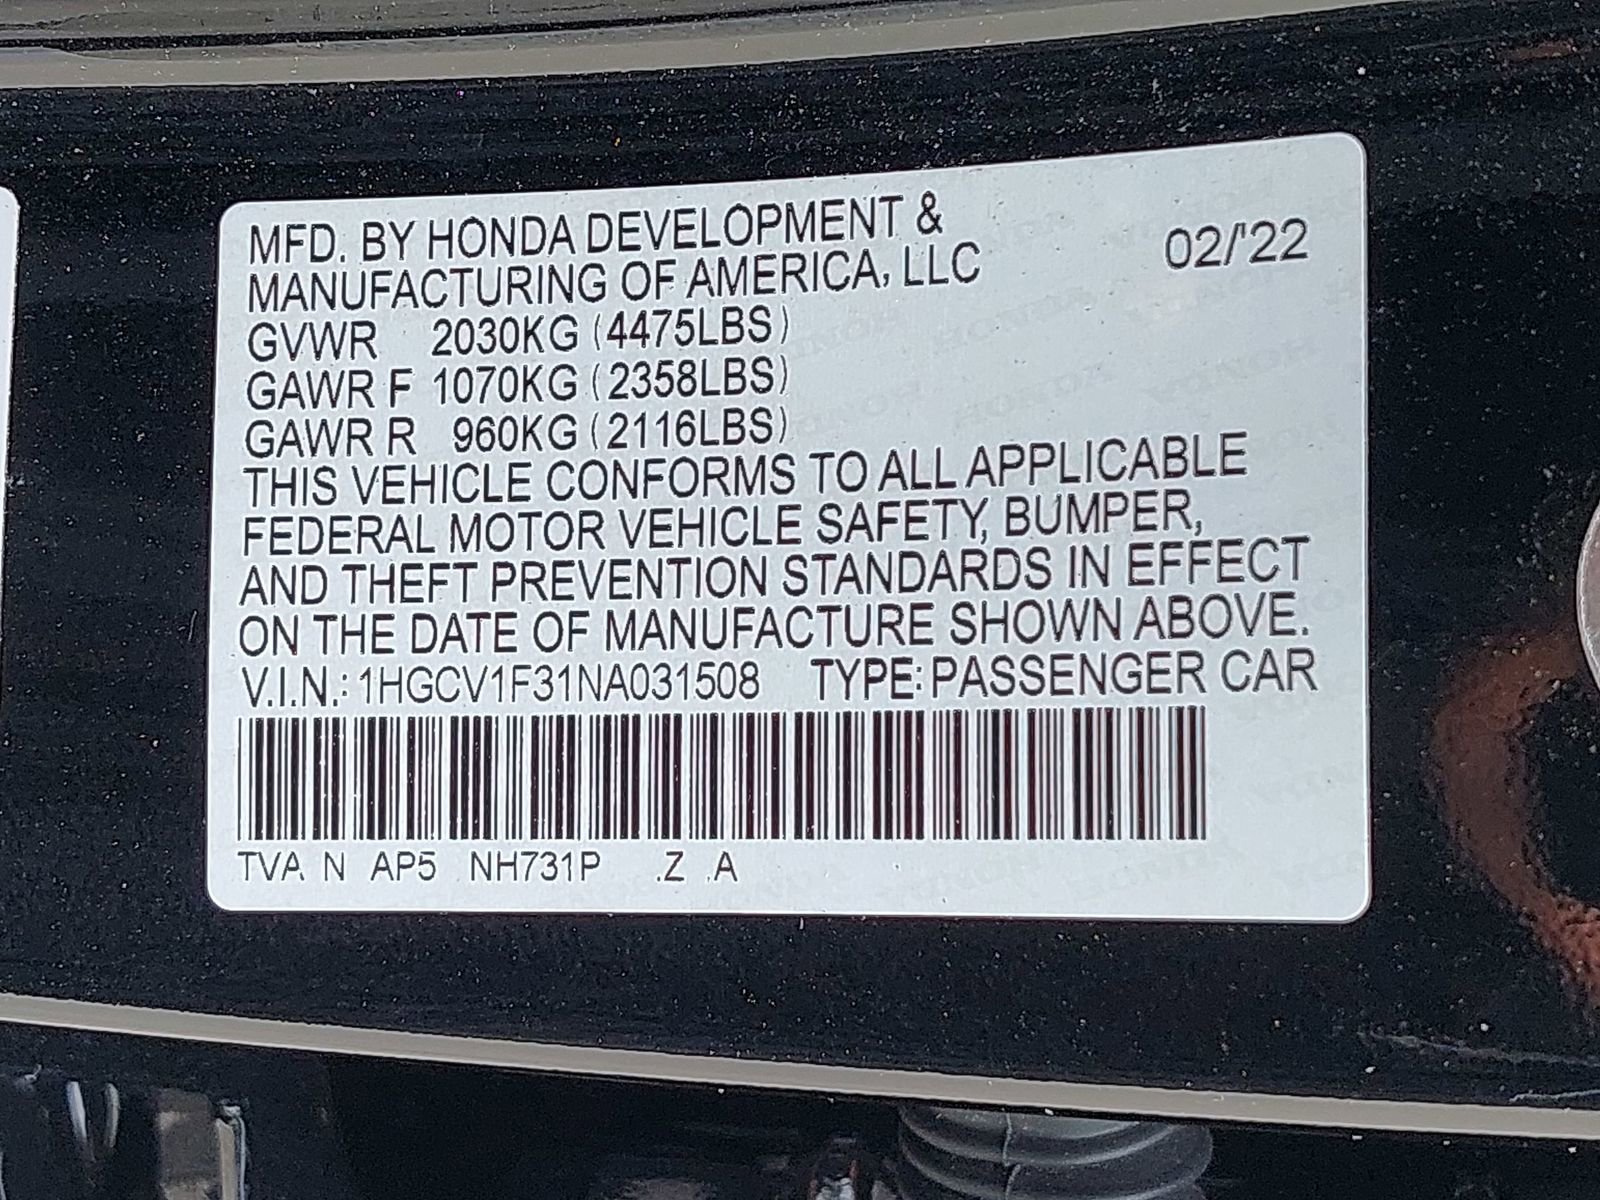 MFD. BY HONDA DEVELOPMENT &
MANUFACTURING OF AMERICA, LLC
02/'22
GVWR 2030KG (4475LBS)
GAWR F 1070KG (2358LBS)
GAWR R 960KG (2116LBS)
THIS VEHICLE CONFORMS TO ALL APPLICABLE
FEDERAL MOTOR VEHICLE SAFETY, BUMPER,
AND THEFT PREVENTION STANDARDS IN EFFECT
ON THE DATE OF MANUFACTURE SHOWN ABOVE.
V.I.N.: 1HGCV1F31NA031508 TYPE: PASSENGER CAR
TVA N AP5 NH731P Z A